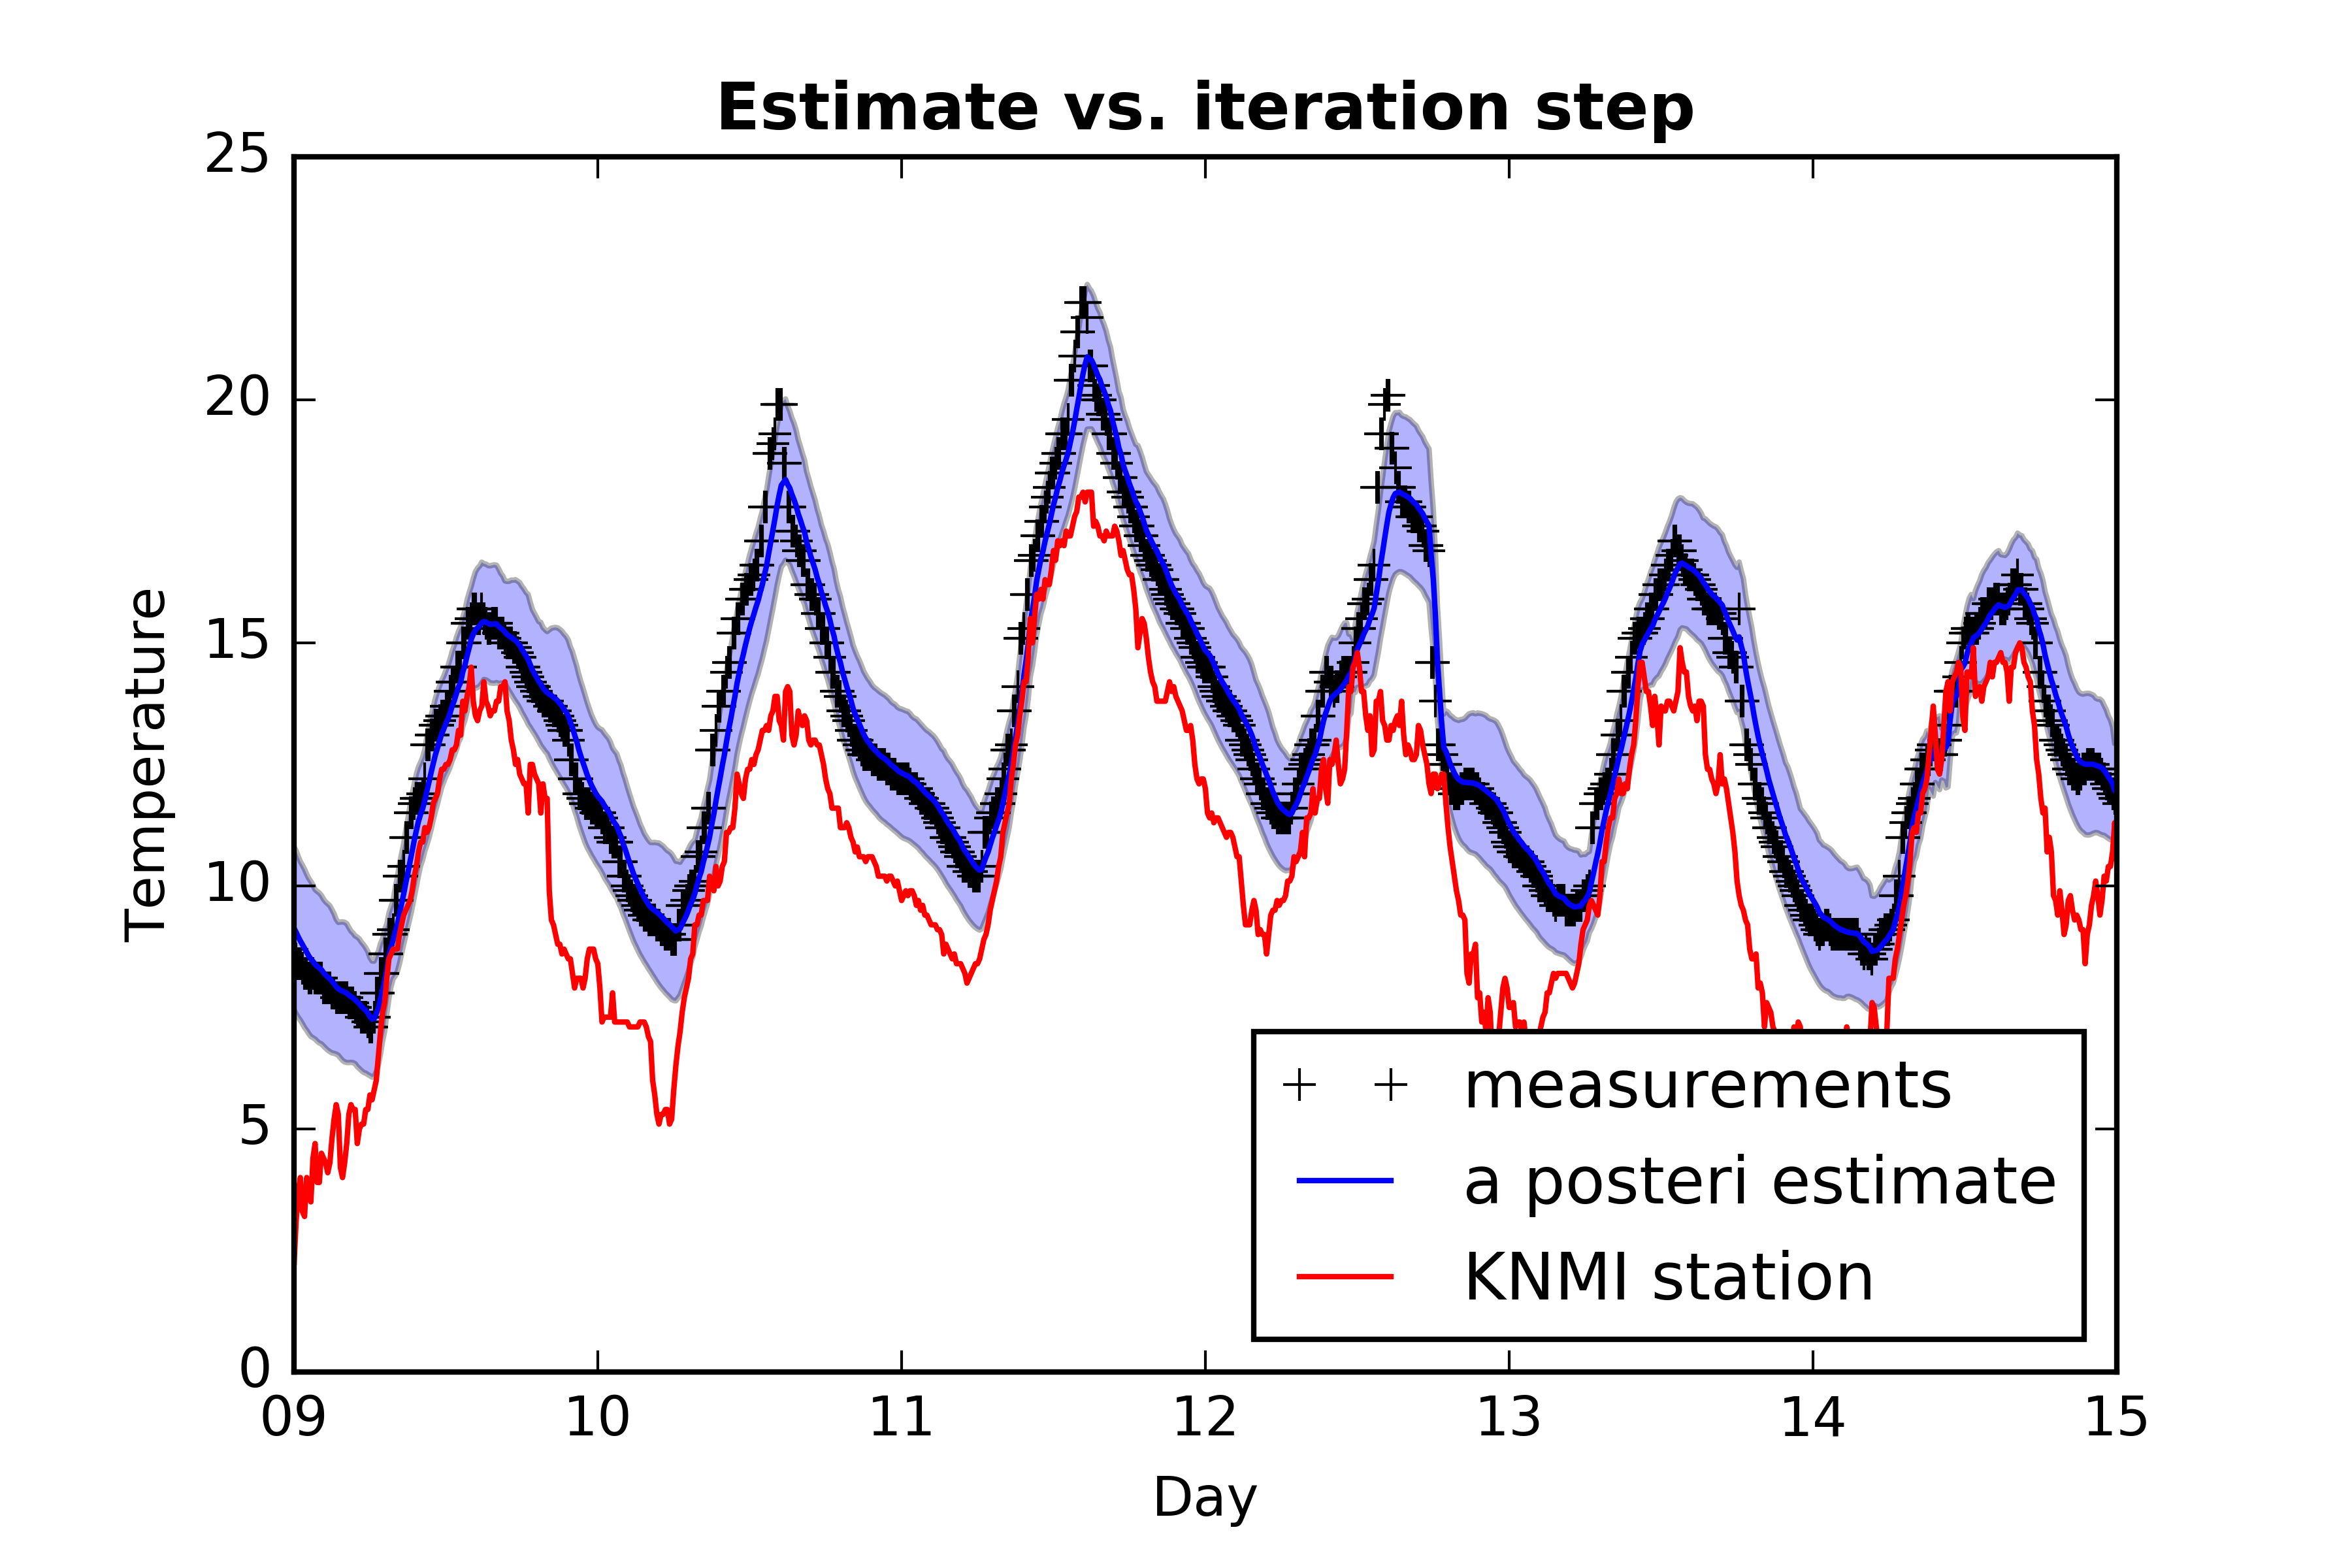 Estimate vs. iteration step
25
20
15
10
5
0
Temperature
measurements
a posteri estimate
KNMI station
09 10 11 12 13 14 15
Day